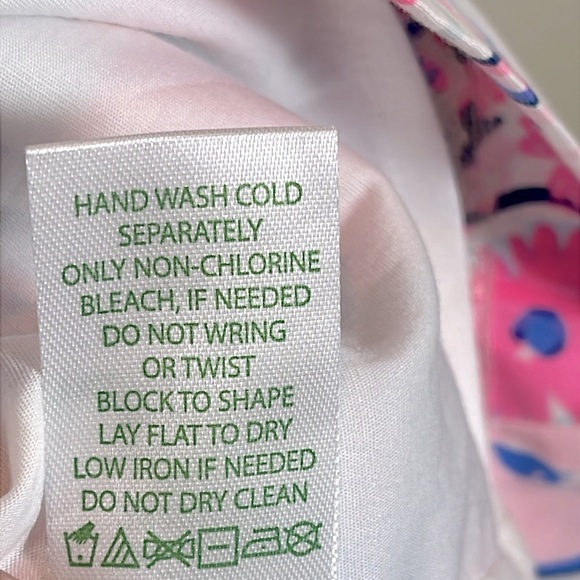 HAND WASH COLD
SEPARATELY
ONLY NON-CHLORINE
BLEACH, IF NEEDED
DO NOT WRING
OR TWIST
BLOCK TO SHAPE
LAY FLAT TO DRY
LOW IRON IF NEEDED
DO NOT DRY CLEAN